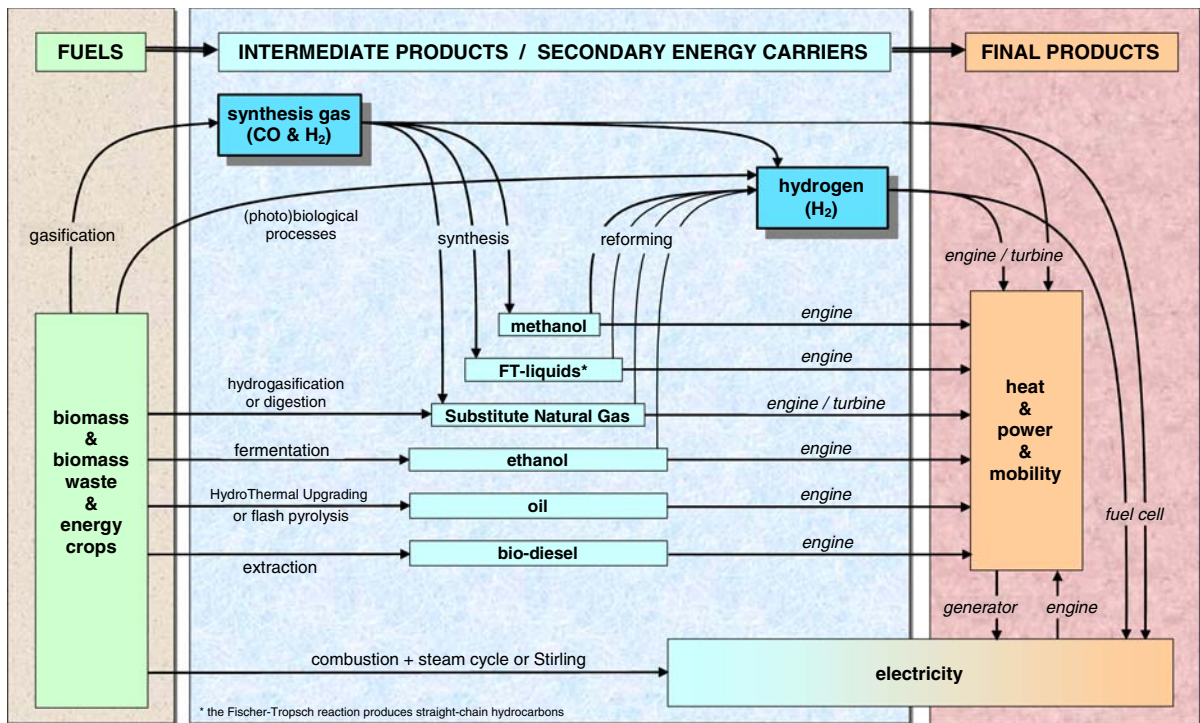 FUELS
INTERMEDIATE PRODUCTS / SECONDARY ENERGY CARRIERS
FINAL PRODUCTS
synthesis gas
(CO & H₂)
hydrogen
(H₂)
gasification
(photo)biological
processes
synthesis
reforming
engine / turbine
methanol
engine
FT-liquids*
engine
hydrogasification
or digestion
Substitute Natural Gas
engine / turbine
fermentation
ethanol
engine
HydroThermal Upgrading
or flash pyrolysis
oil
engine
extraction
bio-diesel
engine
biomass
&
biomass
waste
&
energy
crops
heat
&
power
&
mobility
fuel cell
generator
engine
combustion + steam cycle or Stirling
electricity
* the Fischer-Tropsch reaction produces straight-chain hydrocarbons